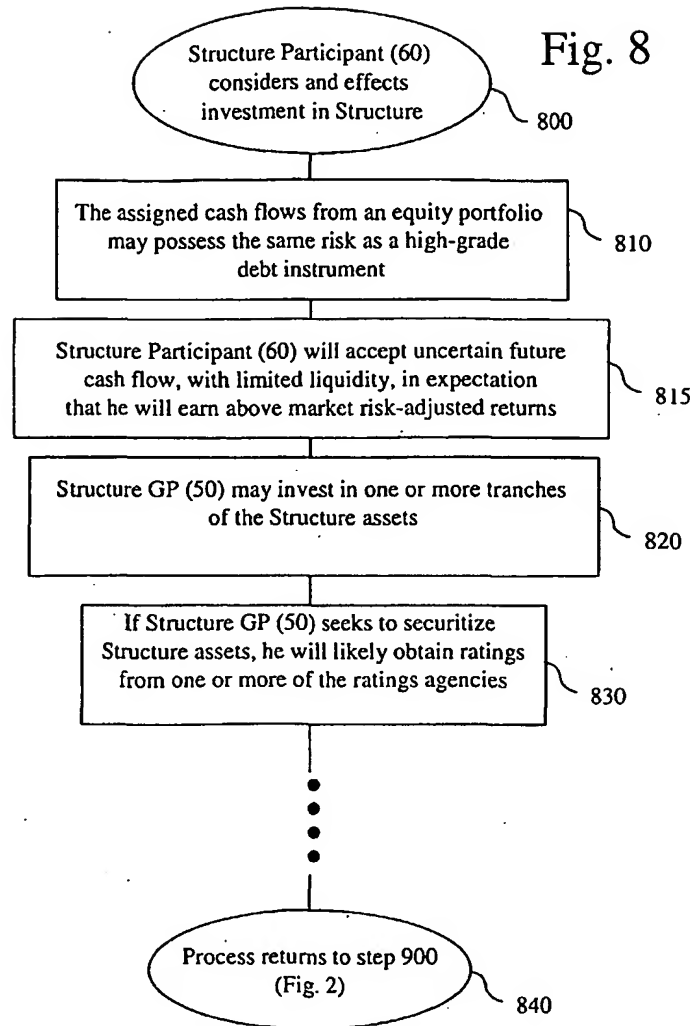 Fig. 8
Structure Participant (60)
considers and effects
investment in Structure
800
The assigned cash flows from an equity portfolio
may possess the same risk as a high-grade
debt instrument
810
Structure Participant (60) will accept uncertain future
cash flow, with limited liquidity, in expectation
that he will earn above market risk-adjusted returns
815
Structure GP (50) may invest in one or more tranches
of the Structure assets
820
If Structure GP (50) seeks to securitize
Structure assets, he will likely obtain ratings
from one or more of the ratings agencies
830
Process returns to step 900
(Fig. 2)
840